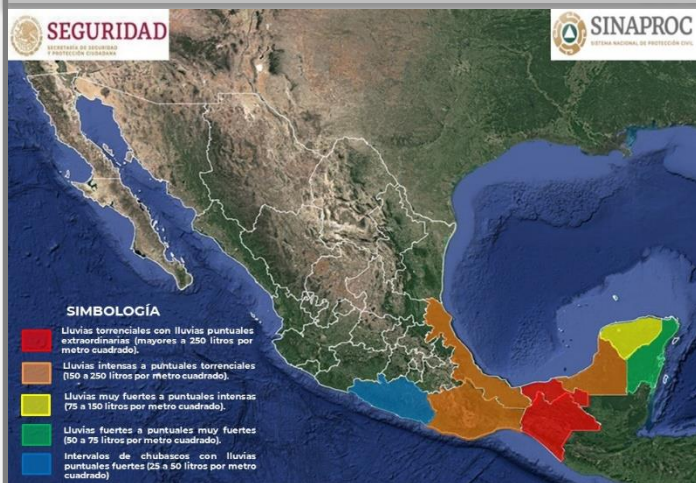 SEGURIDAD
SECRETARÍA DE SEGURIDAD
Y PROTECCIÓN CIUDADANA
SINAPROC
SISTEMA NACIONAL DE PROTECCIÓN CIVIL
SIMBOLOGÍA
Lluvias torrenciales con lluvias puntuales
extraordinarias (mayores a 250 litros por
metro cuadrado).
Lluvias intensas a puntuales torrenciales
(150 a 250 litros por metro cuadrado).
Lluvias muy fuertes a puntuales intensas
(75 a 150 litros por metro cuadrado).
Lluvias fuertes a puntuales muy fuertes
(50 a 75 litros por metro cuadrado).
Intervalos de chubascos con lluvias
puntuales fuertes (25 a 50 litros por metro
cuadrado)